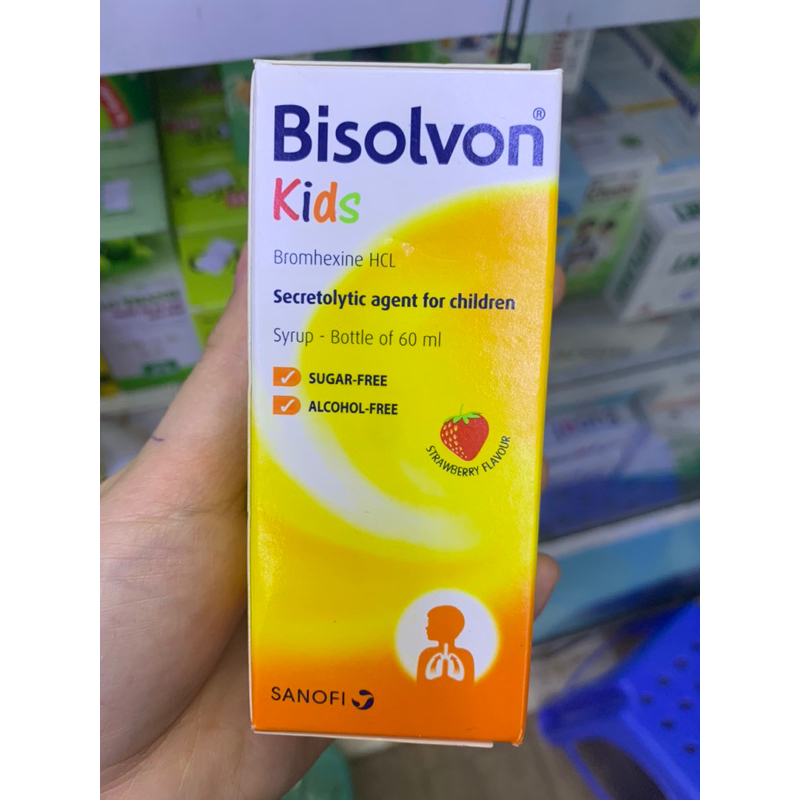 Bisolvon®
Kids
Bromhexine HCL
Secretolytic agent for children
Syrup - Bottle of 60 ml
SUGAR-FREE
ALCOHOL-FREE
STRAWBERRY FLAVOUR
SANOFI